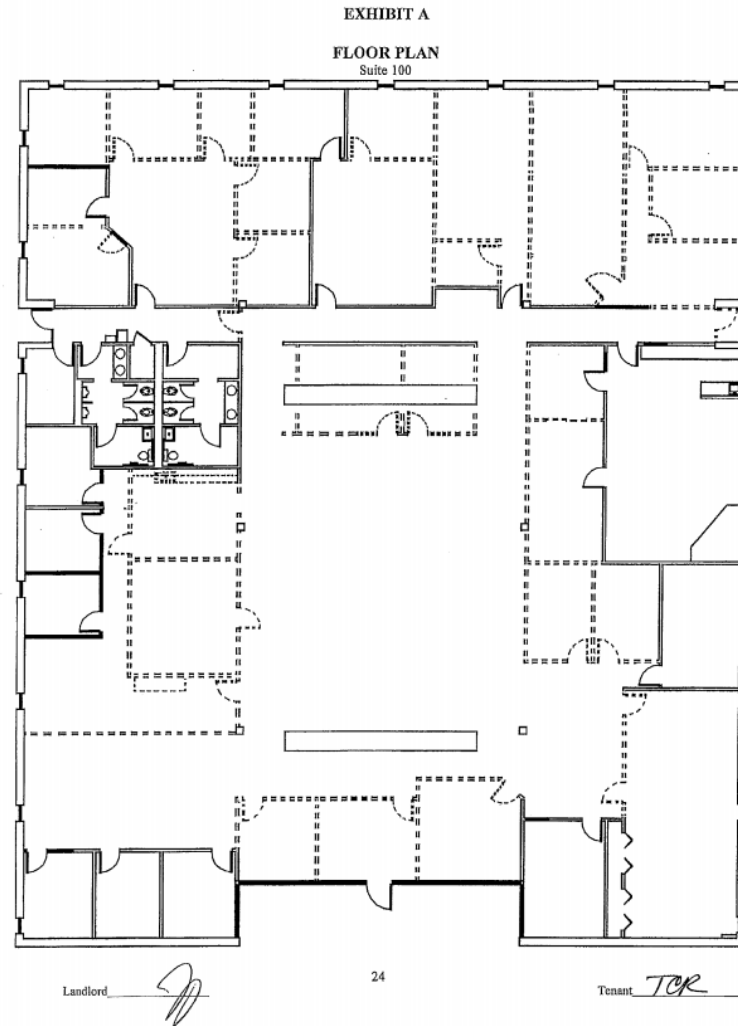 EXHIBIT A
FLOOR PLAN
Suite 100
24
Landlord
Tenant TCR